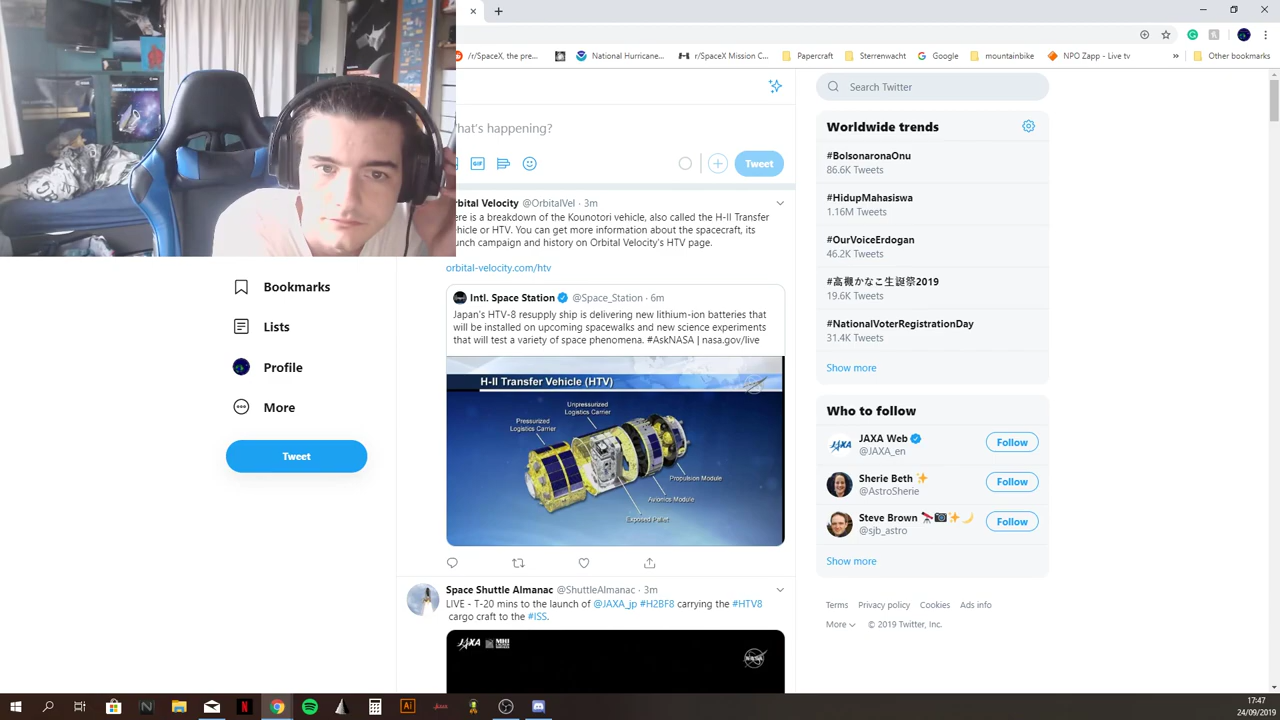 /r/SpaceX, the pre...
National Hurricane...
r/SpaceX Mission C...
Papercraft
Sterrenwacht
Google
mountainbike
NPO Zapp - Live tv
»
Other bookmarks
hat's happening?
GIF
Tweet
Search Twitter
Worldwide trends
#BolsonaronaOnu
86.6K Tweets
#HidupMahasiswa
1.16M Tweets
#OurVoiceErdogan
46.2K Tweets
#高槻かなこ生誕祭2019
19.6K Tweets
#NationalVoterRegistrationDay
31.4K Tweets
Show more
Who to follow
JAXA Web
@JAXA_en
Follow
Sherie Beth ✨
@AstroSherie
Follow
Steve Brown 🔭📷✨🌙
@sjb_astro
Follow
Show more
Terms Privacy policy Cookies Ads info
More © 2019 Twitter, Inc.
Bookmarks
Lists
Profile
More
Tweet
rbital Velocity @OrbitalVel · 3m
ere is a breakdown of the Kounotori vehicle, also called the H-II Transfer
ehicle or HTV. You can get more information about the spacecraft, its
unch campaign and history on Orbital Velocity's HTV page.
orbital-velocity.com/htv
Intl. Space Station @Space_Station · 6m
Japan's HTV-8 resupply ship is delivering new lithium-ion batteries that
will be installed on upcoming spacewalks and new science experiments
that will test a variety of space phenomena. #AskNASA | nasa.gov/live
H-II Transfer Vehicle (HTV)
Unpressurized
Logistics Carrier
Pressurized
Logistics Carrier
Propulsion Module
Avionics Module
Exposed Pallet
Space Shuttle Almanac @ShuttleAlmanac · 3m
LIVE - T-20 mins to the launch of @JAXA_jp #H2BF8 carrying the #HTV8
cargo craft to the #ISS.
JAXA
NASA
17:47
24/09/2019